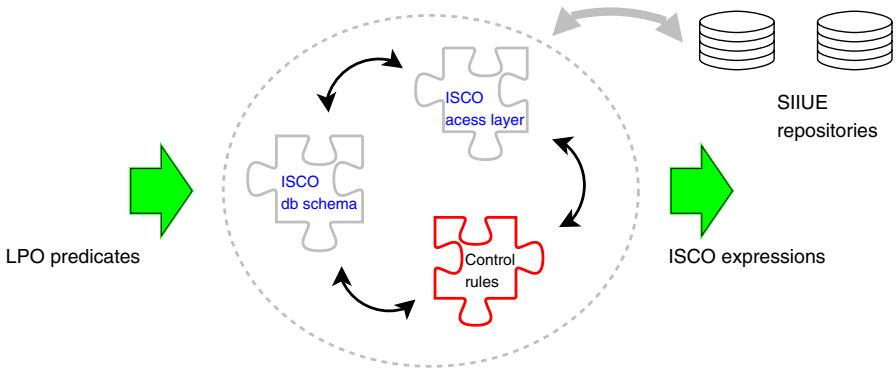 ISCO
acess layer
SIIUE
repositories
ISCO
db schema
LPO predicates
Control
rules
ISCO expressions